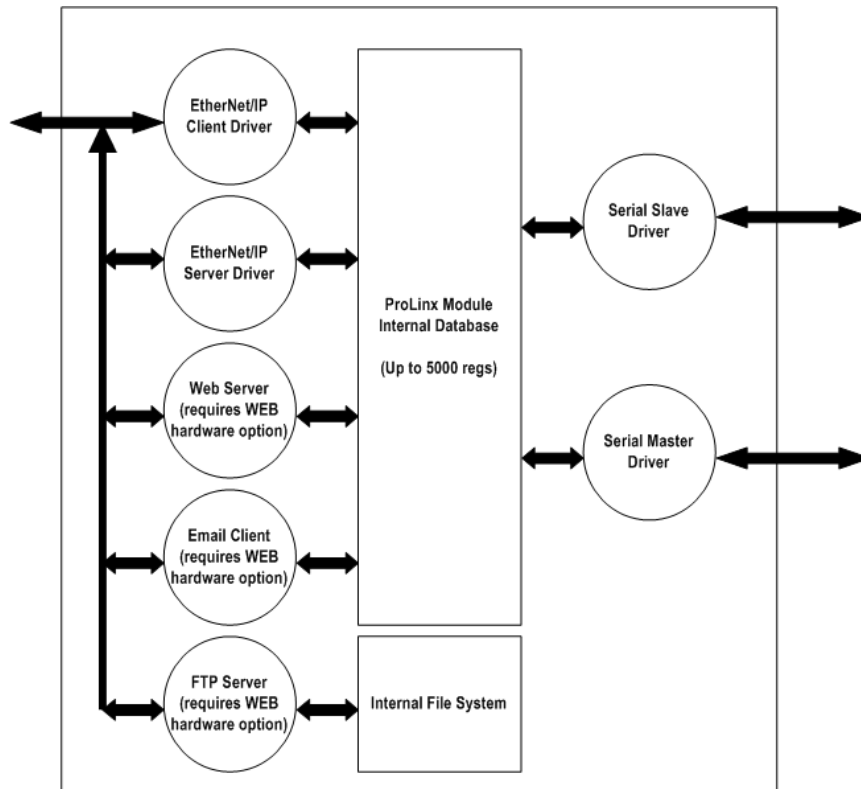 EtherNet/IP
Client Driver
EtherNet/IP
Server Driver
Web Server
(requires WEB
hardware option)
Email Client
(requires WEB
hardware option)
FTP Server
(requires WEB
hardware option)
ProLinx Module
Internal Database
(Up to 5000 regs)
Internal File System
Serial Slave
Driver
Serial Master
Driver